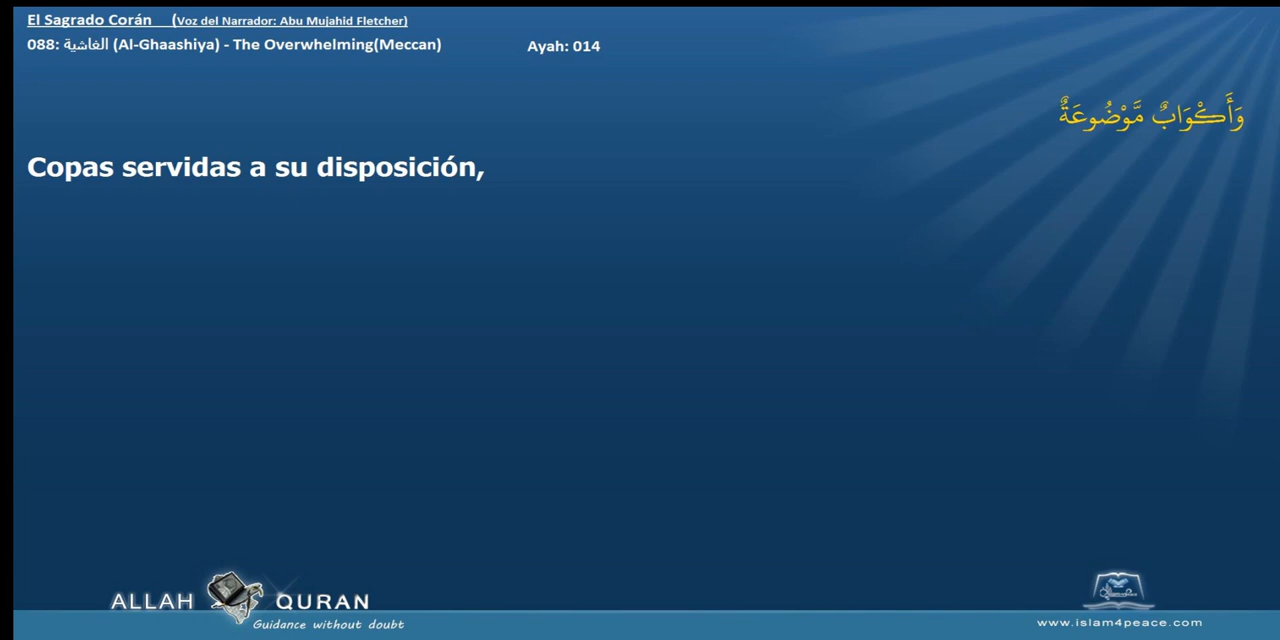 El Sagrado Corán (Voz del Narrador: Abu Mujahid Fletcher)
088: الغاشية (Al-Ghaashiya) - The Overwhelming(Meccan) Ayah: 014
وَأَكْوَابٌ مَّوْضُوعَةٌ
Copas servidas a su disposición,
ALLAH QURAN
Guidance without doubt
www.islam4peace.com